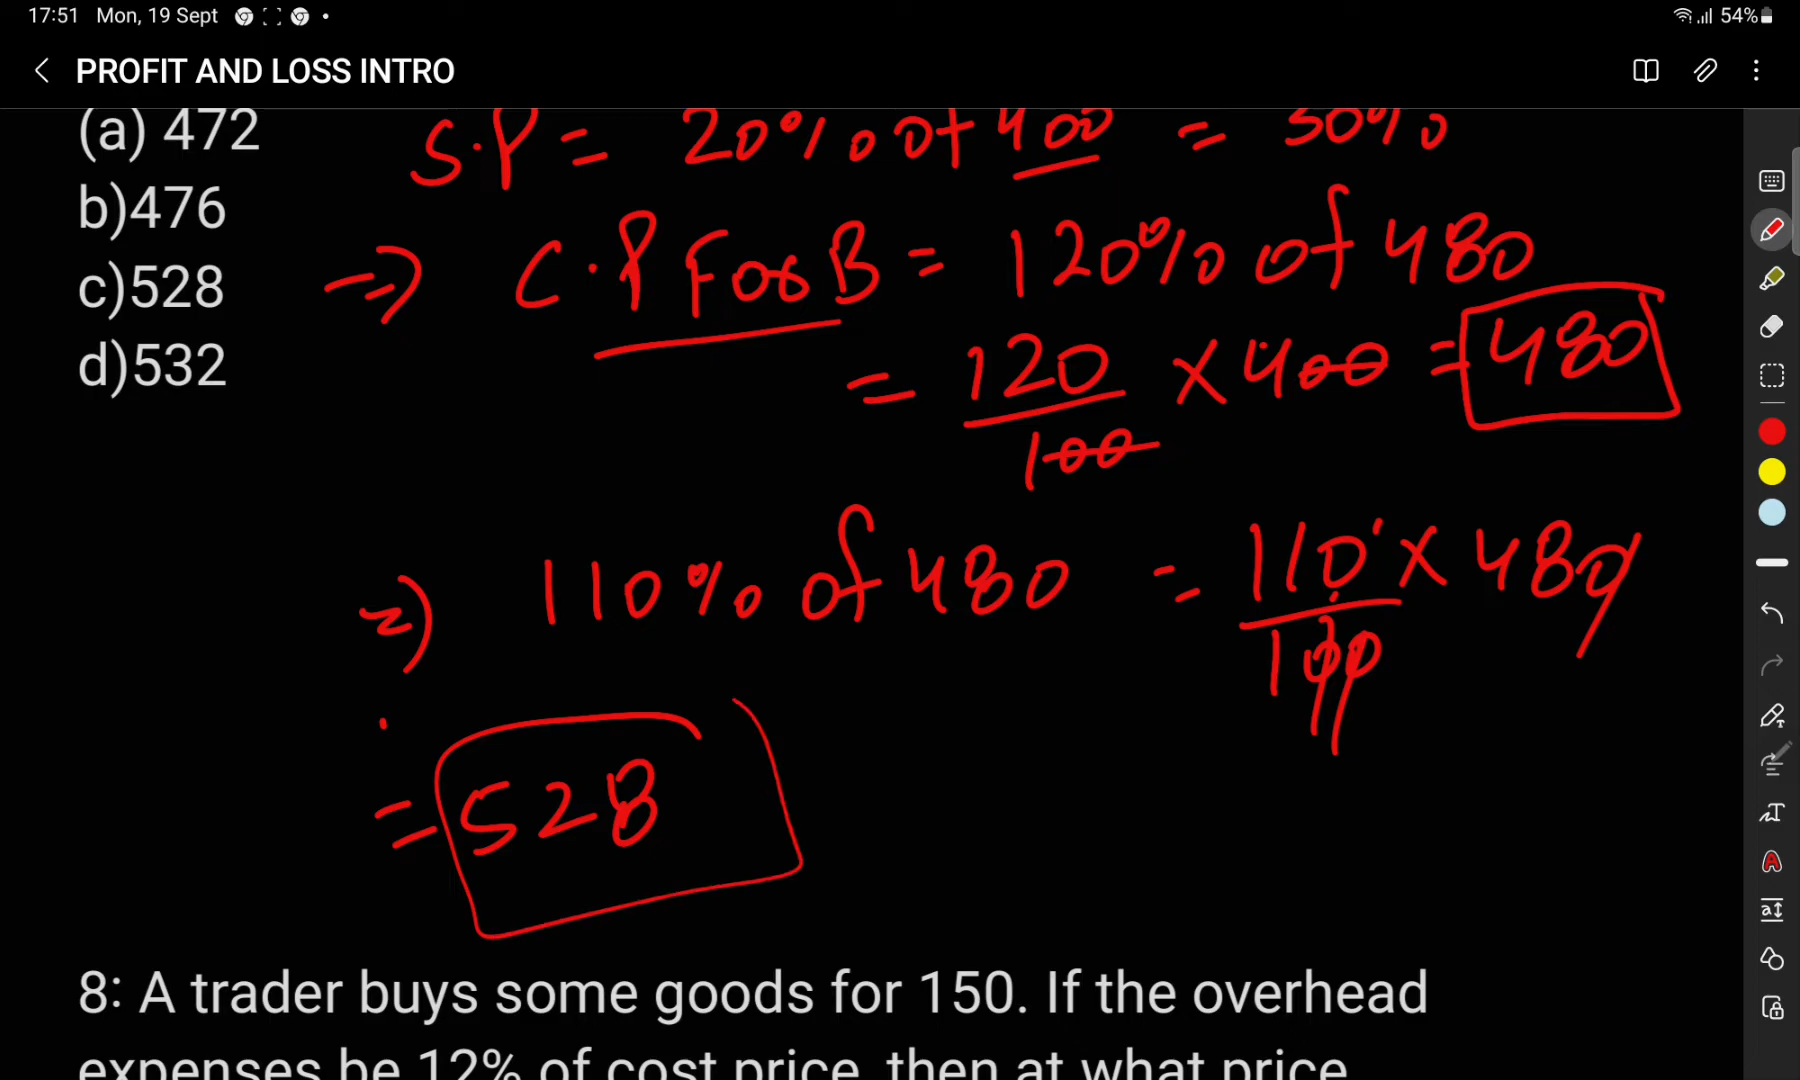 17:51 Mon, 19 Sept 54%
PROFIT AND LOSS INTRO
(a) 472
S.P = 20% of 400 = 30%
b)476
=> C.P For B = 120% of 480
c)528
d)532
= 120/100 × 400 = 480
=> 110% of 480 = 110/100 × 480
= 528
8: A trader buys some goods for 150. If the overhead
expenses be 12% of cost price, then at what price